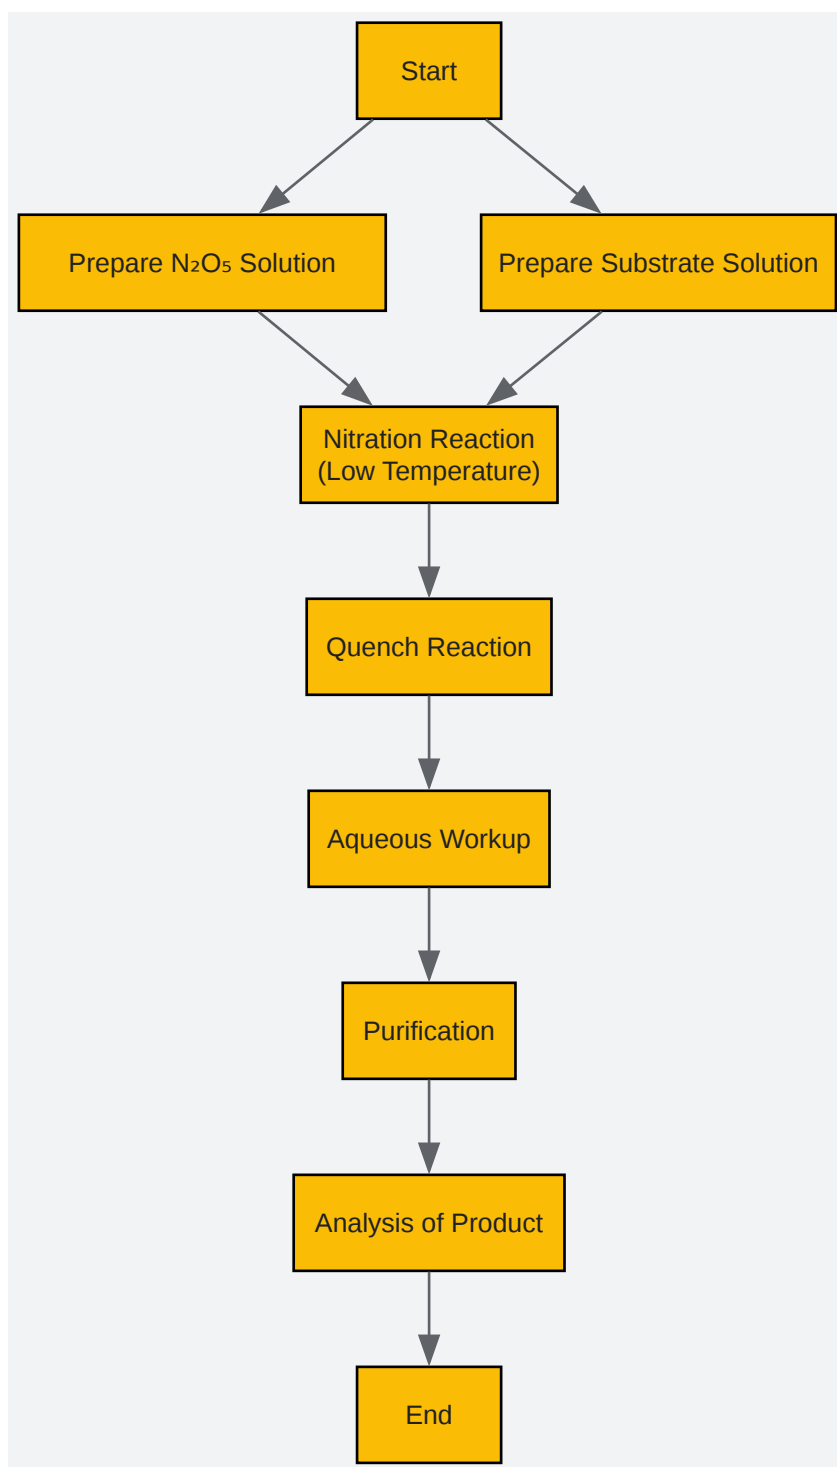 Start
Prepare N₂O₅ Solution
Prepare Substrate Solution
Nitration Reaction
(Low Temperature)
Quench Reaction
Aqueous Workup
Purification
Analysis of Product
End